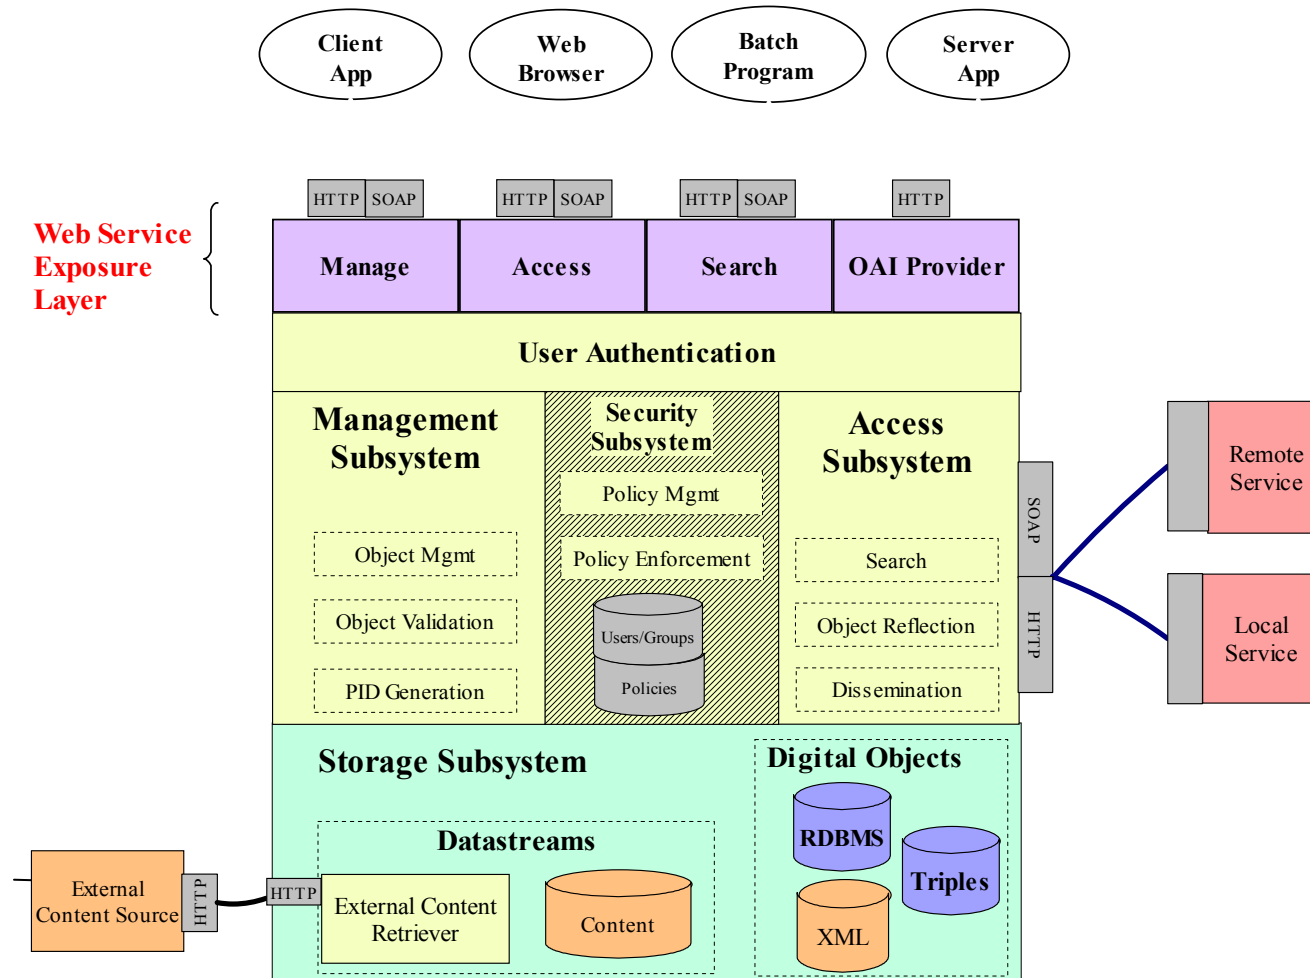 Client
App
Web
Browser
Batch
Program
Server
App
HTTP SOAP
HTTP SOAP
HTTP SOAP
HTTP
Web Service
Exposure
Layer
Manage
Access
Search
OAI Provider
User Authentication
Management
Subsystem
Object Mgmt
Object Validation
PID Generation
Security
Subsystem
Policy Mgmt
Policy Enforcement
Users/Groups
Policies
Access
Subsystem
Search
Object Reflection
Dissemination
SOAP
HTTP
Remote
Service
Local
Service
Storage Subsystem
Datastreams
External Content
Retriever
Content
Digital Objects
RDBMS
Triples
XML
External
Content Source
HTTP
HTTP